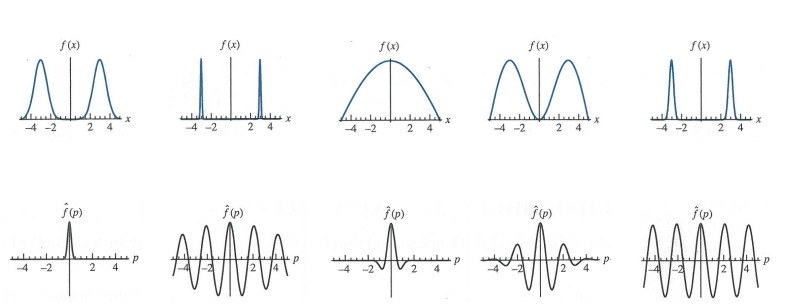 f(x) f(x) f(x) f(x) f(x)
−4 −2 2 4 x −4 −2 2 4 x −4 −2 2 4 x −4 −2 2 4 x −4 −2 2 4 x
f̂(p) f̂(p) f̂(p) f̂(p) f̂(p)
−4 −2 2 4 p −4 −2 2 4 p −4 −2 2 4 p −4 −2 2 4 p −4 −2 2 4 p